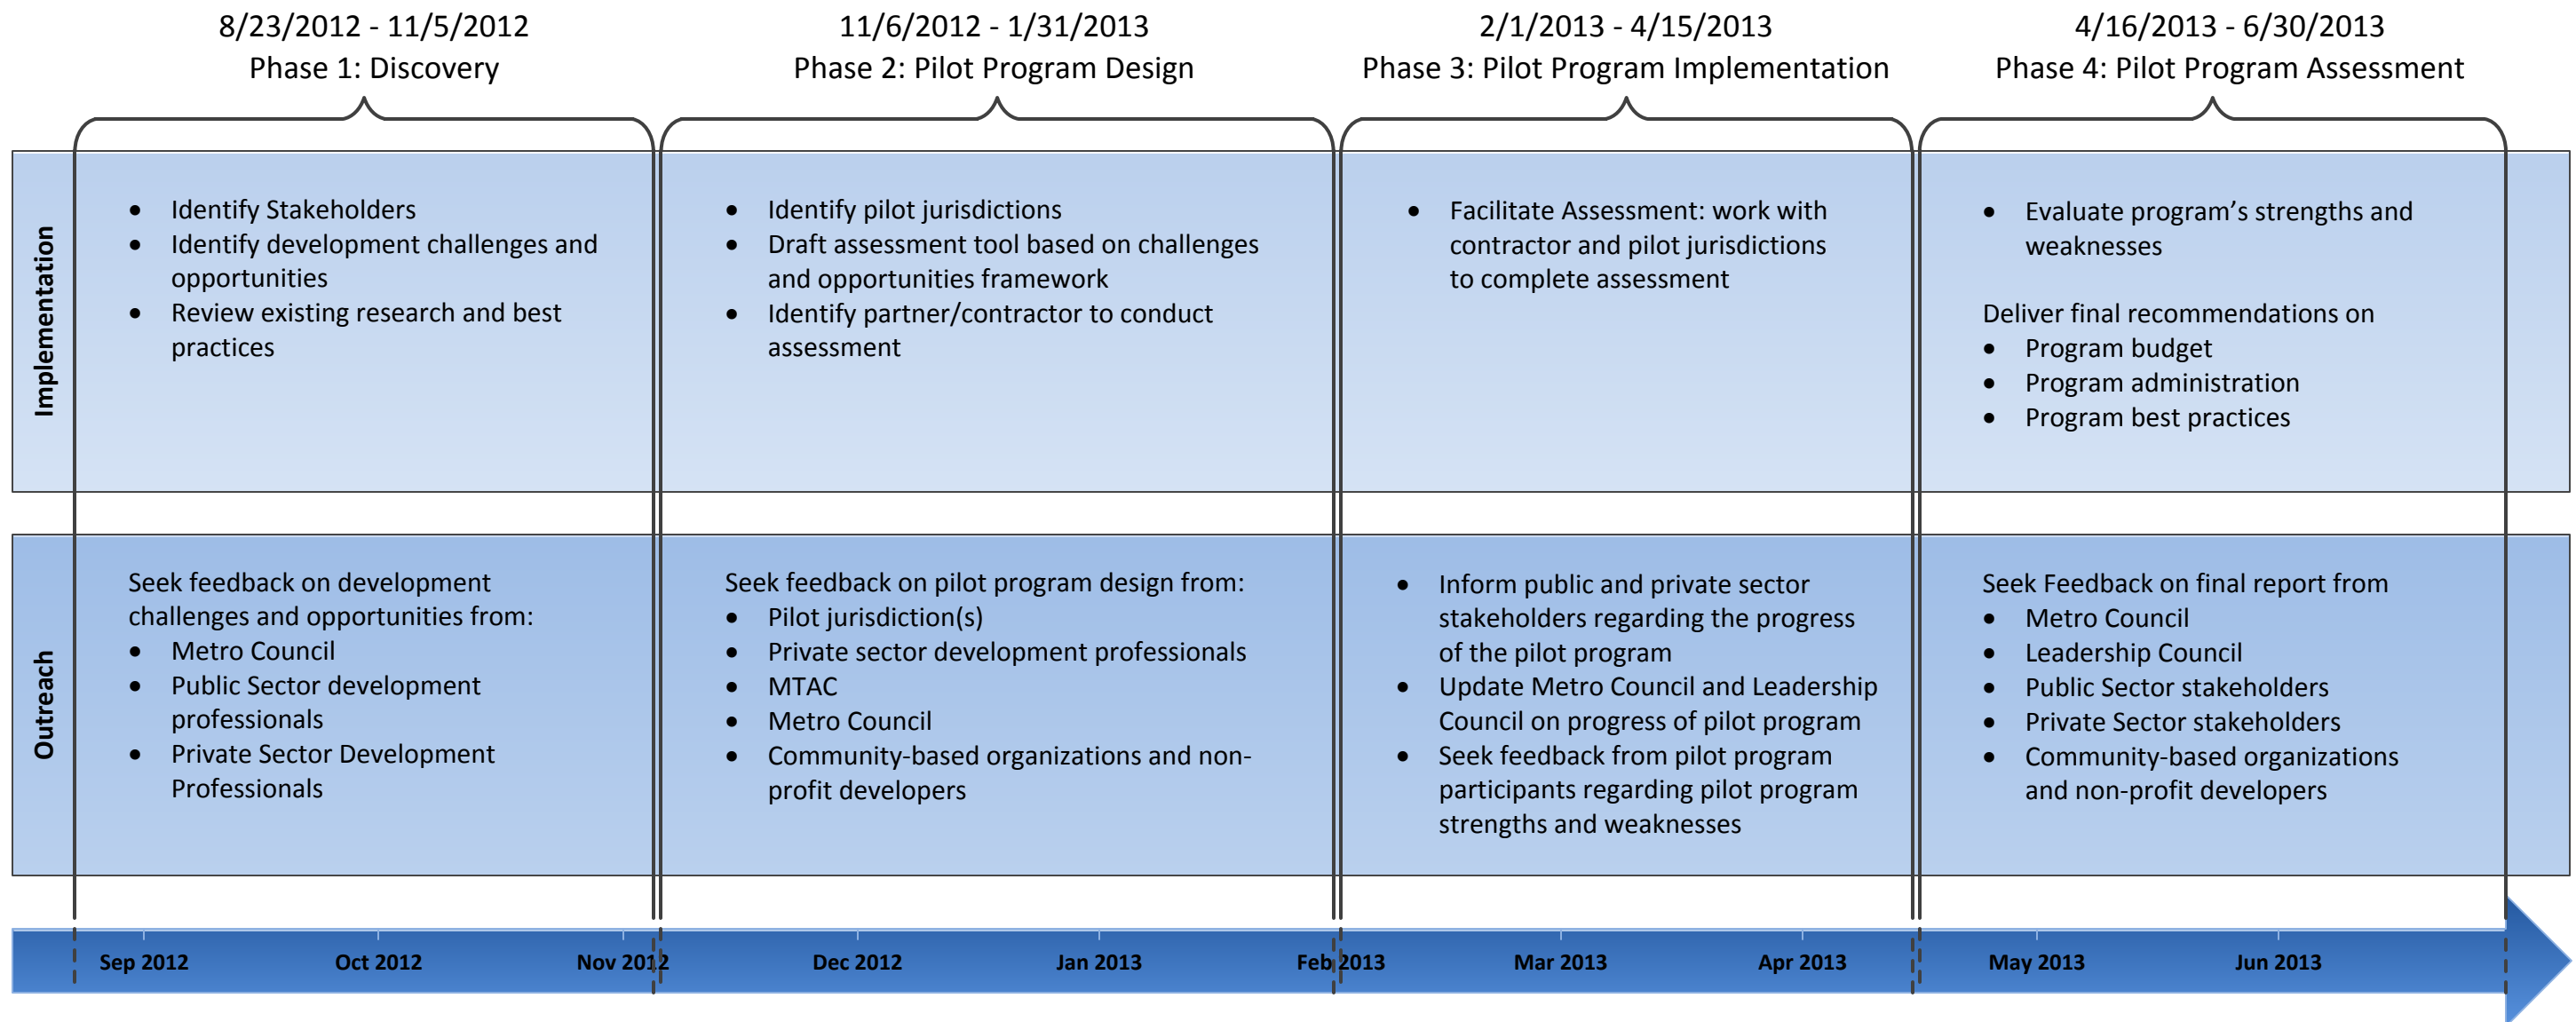 8/23/2012 - 11/5/2012
Phase 1: Discovery
11/6/2012 - 1/31/2013
Phase 2: Pilot Program Design
2/1/2013 - 4/15/2013
Phase 3: Pilot Program Implementation
4/16/2013 - 6/30/2013
Phase 4: Pilot Program Assessment
Implementation
• Identify Stakeholders
• Identify development challenges and
opportunities
• Review existing research and best
practices
• Identify pilot jurisdictions
• Draft assessment tool based on challenges
and opportunities framework
• Identify partner/contractor to conduct
assessment
• Facilitate Assessment: work with
contractor and pilot jurisdictions
to complete assessment
• Evaluate program’s strengths and
weaknesses
Deliver final recommendations on
• Program budget
• Program administration
• Program best practices
Outreach
Seek feedback on development
challenges and opportunities from:
• Metro Council
• Public Sector development
professionals
• Private Sector Development
Professionals
Seek feedback on pilot program design from:
• Pilot jurisdiction(s)
• Private sector development professionals
• MTAC
• Metro Council
• Community-based organizations and non-
profit developers
• Inform public and private sector
stakeholders regarding the progress
of the pilot program
• Update Metro Council and Leadership
Council on progress of pilot program
• Seek feedback from pilot program
participants regarding pilot program
strengths and weaknesses
Seek Feedback on final report from
• Metro Council
• Leadership Council
• Public Sector stakeholders
• Private Sector stakeholders
• Community-based organizations
and non-profit developers
Sep 2012
Oct 2012
Nov 2012
Dec 2012
Jan 2013
Feb 2013
Mar 2013
Apr 2013
May 2013
Jun 2013